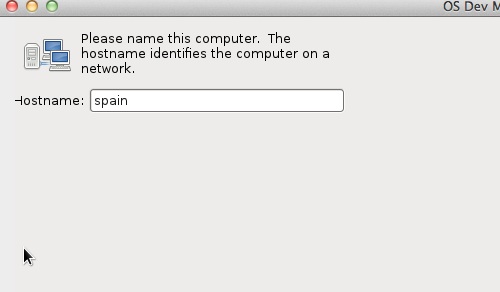 OS Dev M
Please name this computer. The
hostname identifies the computer on a
network.
Hostname: spain